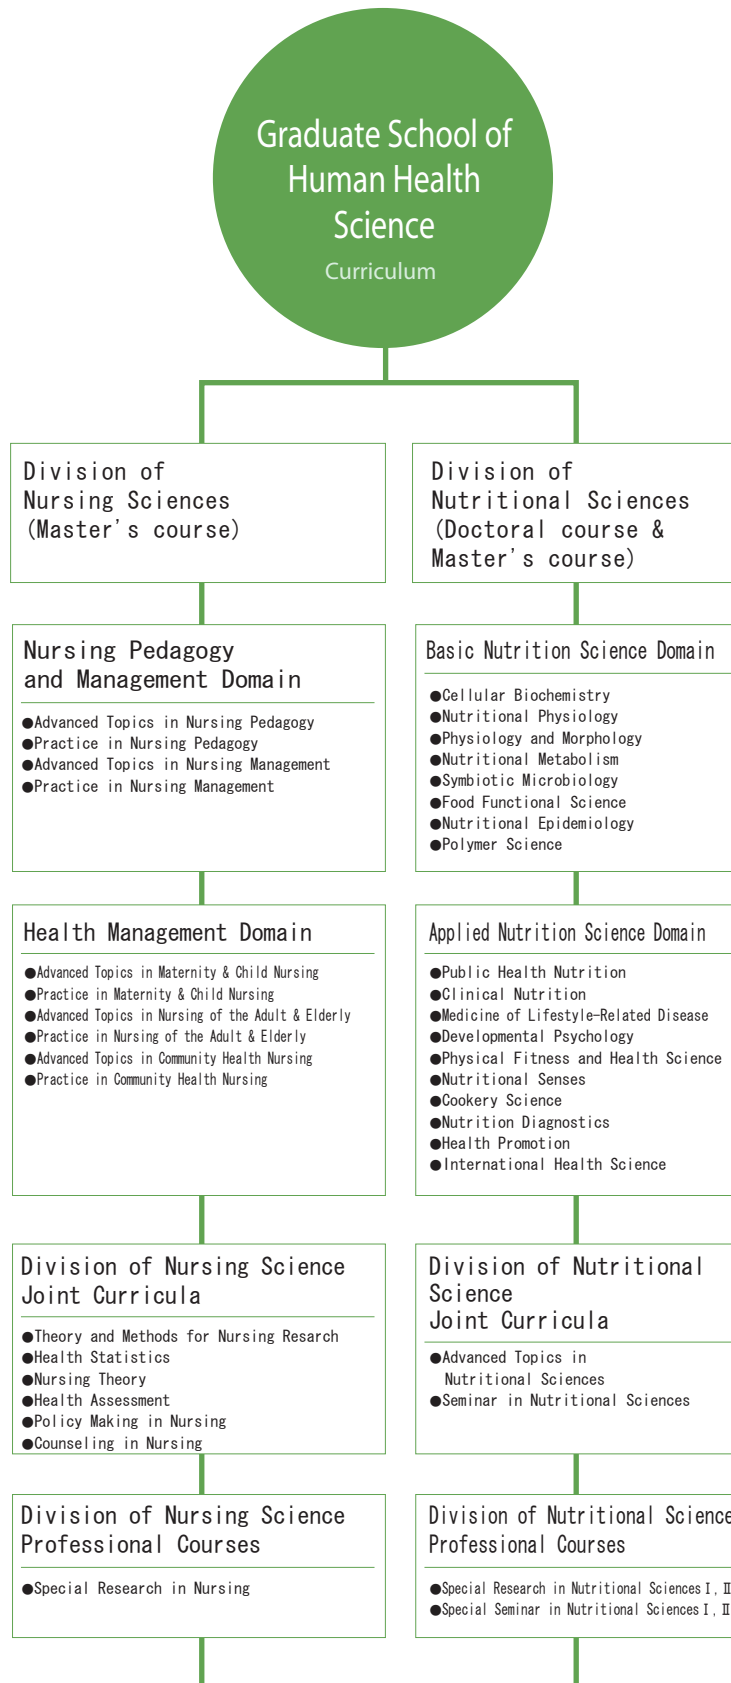 Graduate School of
Human Health
Science
Curriculum
Division of
Nursing Sciences
(Master's course)
Nursing Pedagogy
and Management Domain
●Advanced Topics in Nursing Pedagogy
●Practice in Nursing Pedagogy
●Advanced Topics in Nursing Management
●Practice in Nursing Management
Health Management Domain
●Advanced Topics in Maternity & Child Nursing
●Practice in Maternity & Child Nursing
●Advanced Topics in Nursing of the Adult & Elderly
●Practice in Nursing of the Adult & Elderly
●Advanced Topics in Community Health Nursing
●Practice in Community Health Nursing
Division of Nursing Science
Joint Curricula
●Theory and Methods for Nursing Resarch
●Health Statistics
●Nursing Theory
●Health Assessment
●Policy Making in Nursing
●Counseling in Nursing
Division of Nursing Science
Professional Courses
●Special Research in Nursing
Division of
Nutritional Sciences
(Doctoral course &
Master's course)
Basic Nutrition Science Domain
●Cellular Biochemistry
●Nutritional Physiology
●Physiology and Morphology
●Nutritional Metabolism
●Symbiotic Microbiology
●Food Functional Science
●Nutritional Epidemiology
●Polymer Science
Applied Nutrition Science Domain
●Public Health Nutrition
●Clinical Nutrition
●Medicine of Lifestyle-Related Disease
●Developmental Psychology
●Physical Fitness and Health Science
●Nutritional Senses
●Cookery Science
●Nutrition Diagnostics
●Health Promotion
●International Health Science
Division of Nutritional
Science
Joint Curricula
●Advanced Topics in
Nutritional Sciences
●Seminar in Nutritional Sciences
Division of Nutritional Science
Professional Courses
●Special Research in Nutritional Sciences Ⅰ, Ⅱ
●Special Seminar in Nutritional Sciences Ⅰ, Ⅱ